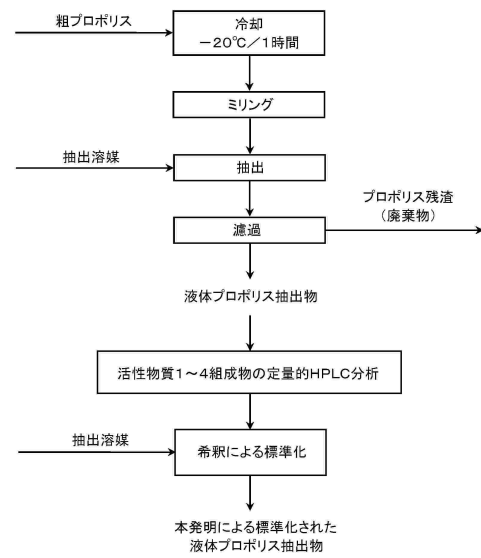 粗プロポリス
冷却
－20℃／1時間
ミリング
抽出溶媒
抽出
プロポリス残渣
（廃棄物）
濾過
液体プロポリス抽出物
活性物質１～４組成物の定量的HPLC分析
抽出溶媒
希釈による標準化
本発明による標準化された
液体プロポリス抽出物